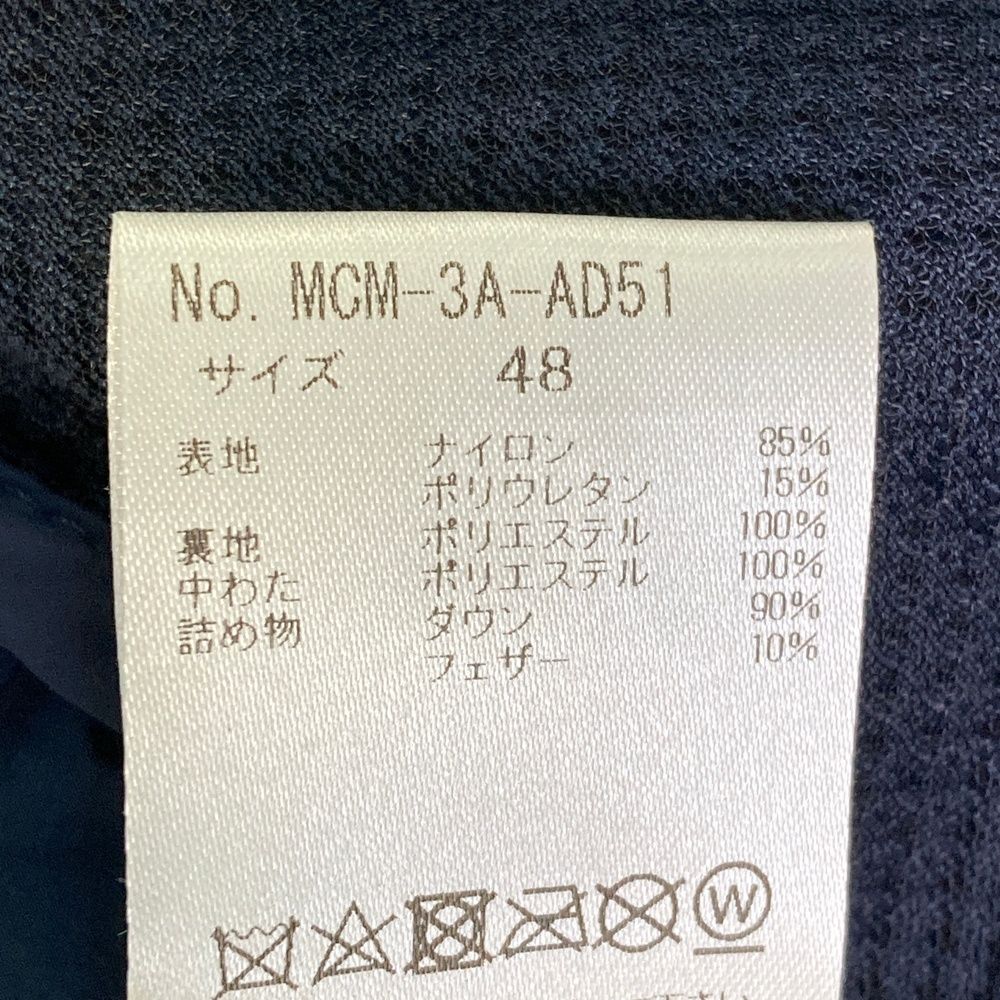 No. MCM-3A-AD51
サイズ 48
表地 ナイロン 85%
ポリウレタン 15%
裏地 ポリエステル 100%
中わた ポリエステル 100%
詰め物 ダウン 90%
フェザー 10%
W